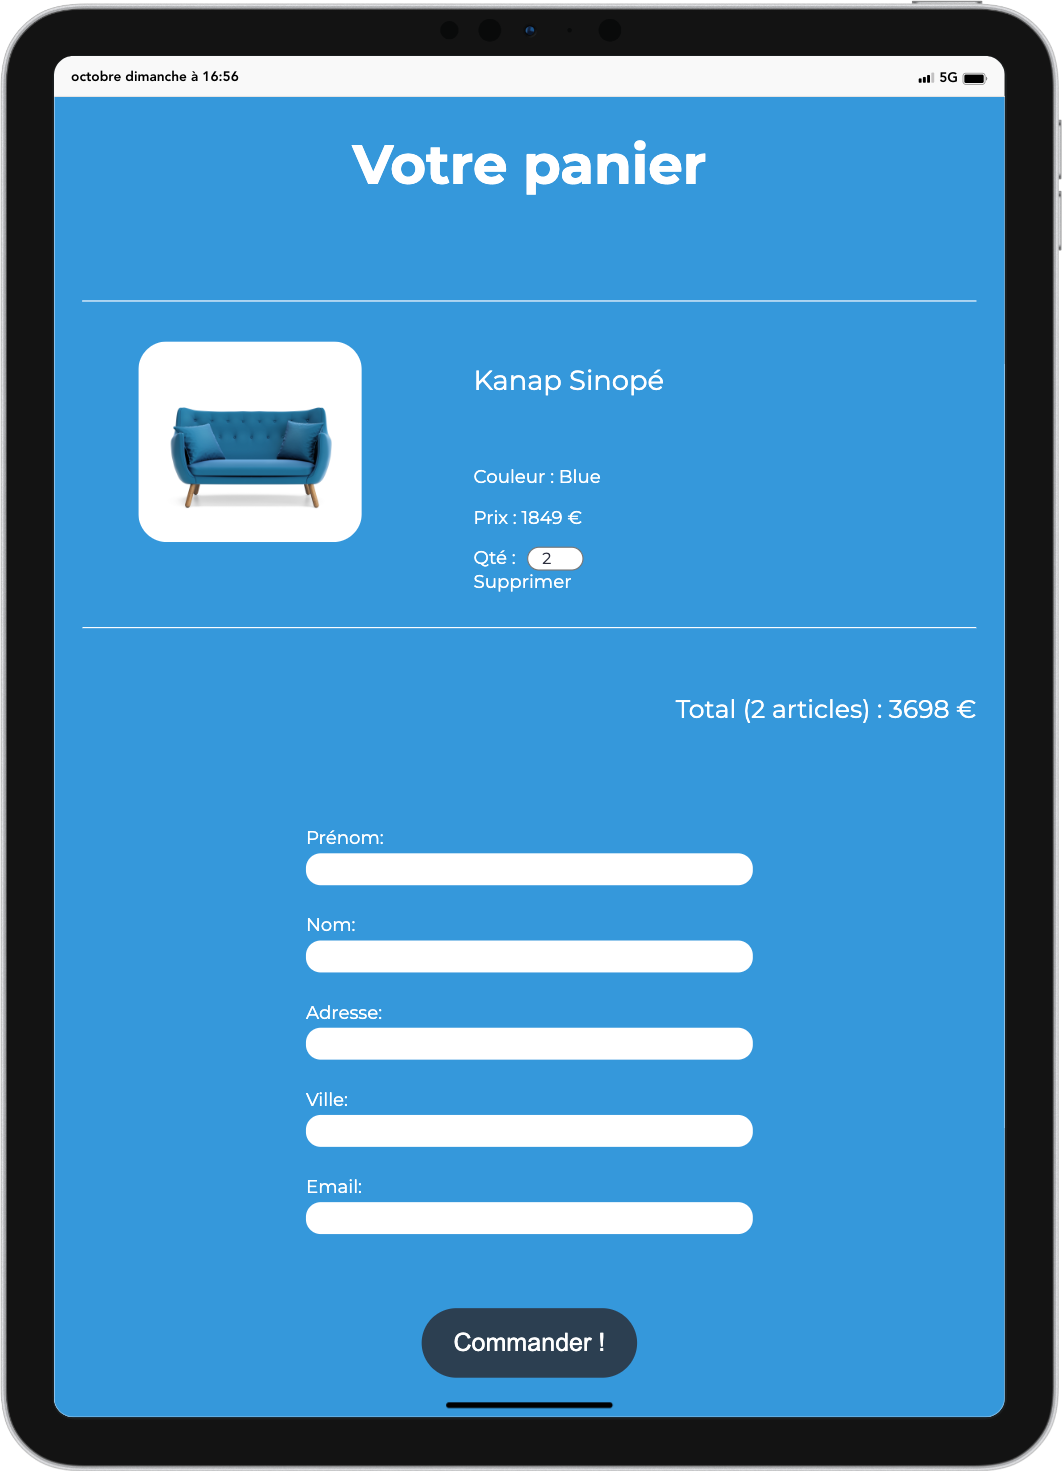 octobre dimanche à 16:56
5G
Votre panier
Kanap Sinopé
Couleur : Blue
Prix : 1849 €
Qté : 2
Supprimer
Total (2 articles) : 3698 €
Prénom:
Nom:
Adresse:
Ville:
Email:
Commander !